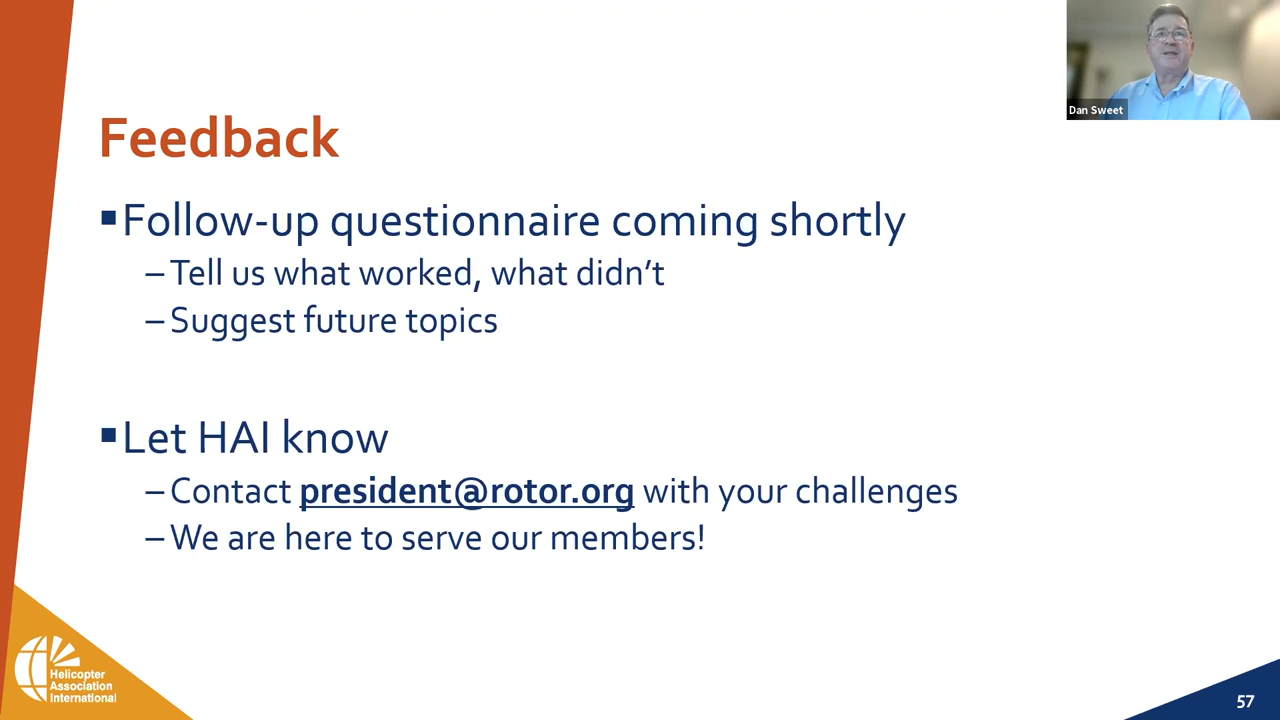 Dan Sweet
Feedback
▪Follow-up questionnaire coming shortly
–Tell us what worked, what didn’t
–Suggest future topics
▪Let HAI know
–Contact president@rotor.org with your challenges
–We are here to serve our members!
Helicopter
Association
International
57